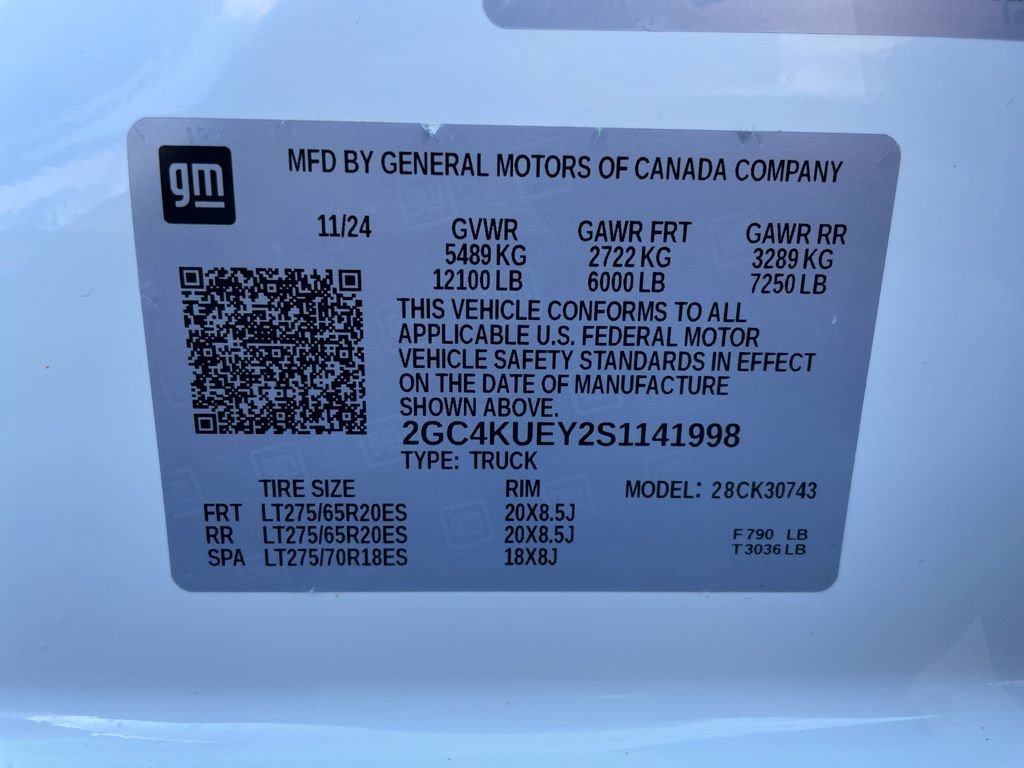 gm
MFD BY GENERAL MOTORS OF CANADA COMPANY
11/24 GVWR GAWR FRT GAWR RR
5489 KG 2722 KG 3289 KG
12100 LB 6000 LB 7250 LB
THIS VEHICLE CONFORMS TO ALL
APPLICABLE U.S. FEDERAL MOTOR
VEHICLE SAFETY STANDARDS IN EFFECT
ON THE DATE OF MANUFACTURE
SHOWN ABOVE.
2GC4KUEY2S1141998
TYPE: TRUCK
TIRE SIZE RIM MODEL: 28CK30743
FRT LT275/65R20ES 20X8.5J
RR LT275/65R20ES 20X8.5J F790 LB
SPA LT275/70R18ES 18X8J T3036 LB